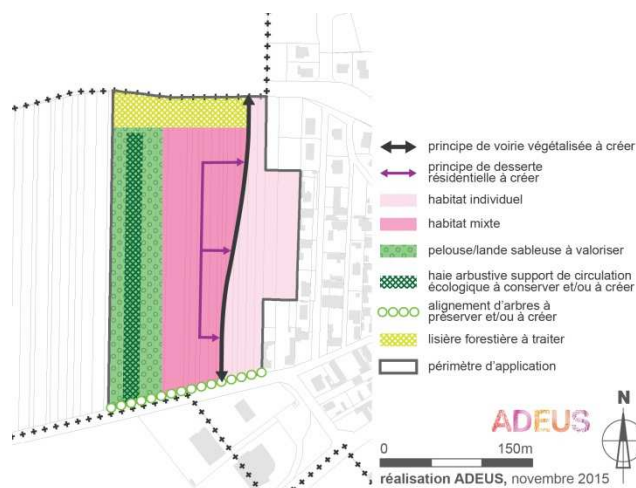 principe de voirie végétalisée à créer
principe de desserte
résidentielle à créer
habitat individuel
habitat mixte
pelouse/lande sableuse à valoriser
haie arbustive support de circulation
écologique à conserver et/ou à créer
alignement d'arbres à
préserver et/ou à créer
lisière forestière à traiter
périmètre d'application
ADEUS
N
0 150m
réalisation ADEUS, novembre 2015